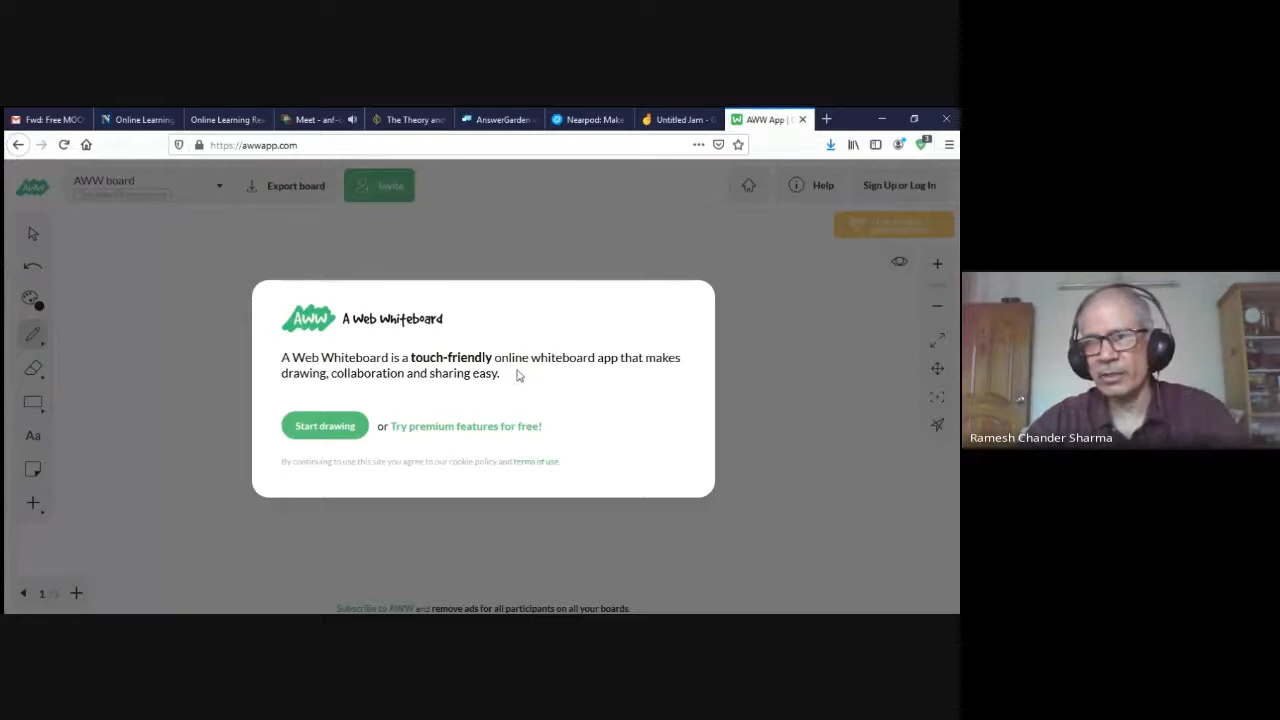 Fwd: Free MOO
Online Learning
Online Learning Re
Meet - anf-c
The Theory and
AnswerGarden
Nearpod: Make
Untitled Jam - G
AWW App |
https://awwapp.com
3
AWW
AWW board
Export board
Invite
Help
Sign Up or Log In
AWW A Web Whiteboard
A Web Whiteboard is a touch-friendly online whiteboard app that makes
drawing, collaboration and sharing easy.
Start drawing or Try premium features for free!
By continuing to use this site you agree to our cookie policy and terms of use.
Aa
1
Subscribe to AWW and remove ads for all participants on all your boards.
Ramesh Chander Sharma